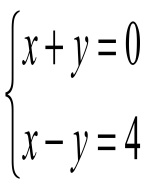 x + y = 0
x − y = 4